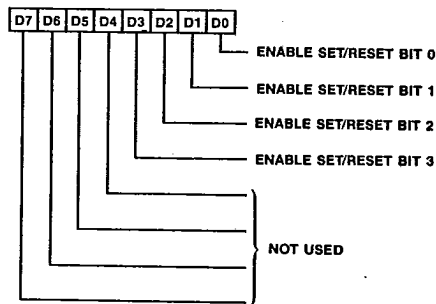 D7 D6 D5 D4 D3 D2 D1 D0
ENABLE SET/RESET BIT 0
ENABLE SET/RESET BIT 1
ENABLE SET/RESET BIT 2
ENABLE SET/RESET BIT 3
NOT USED